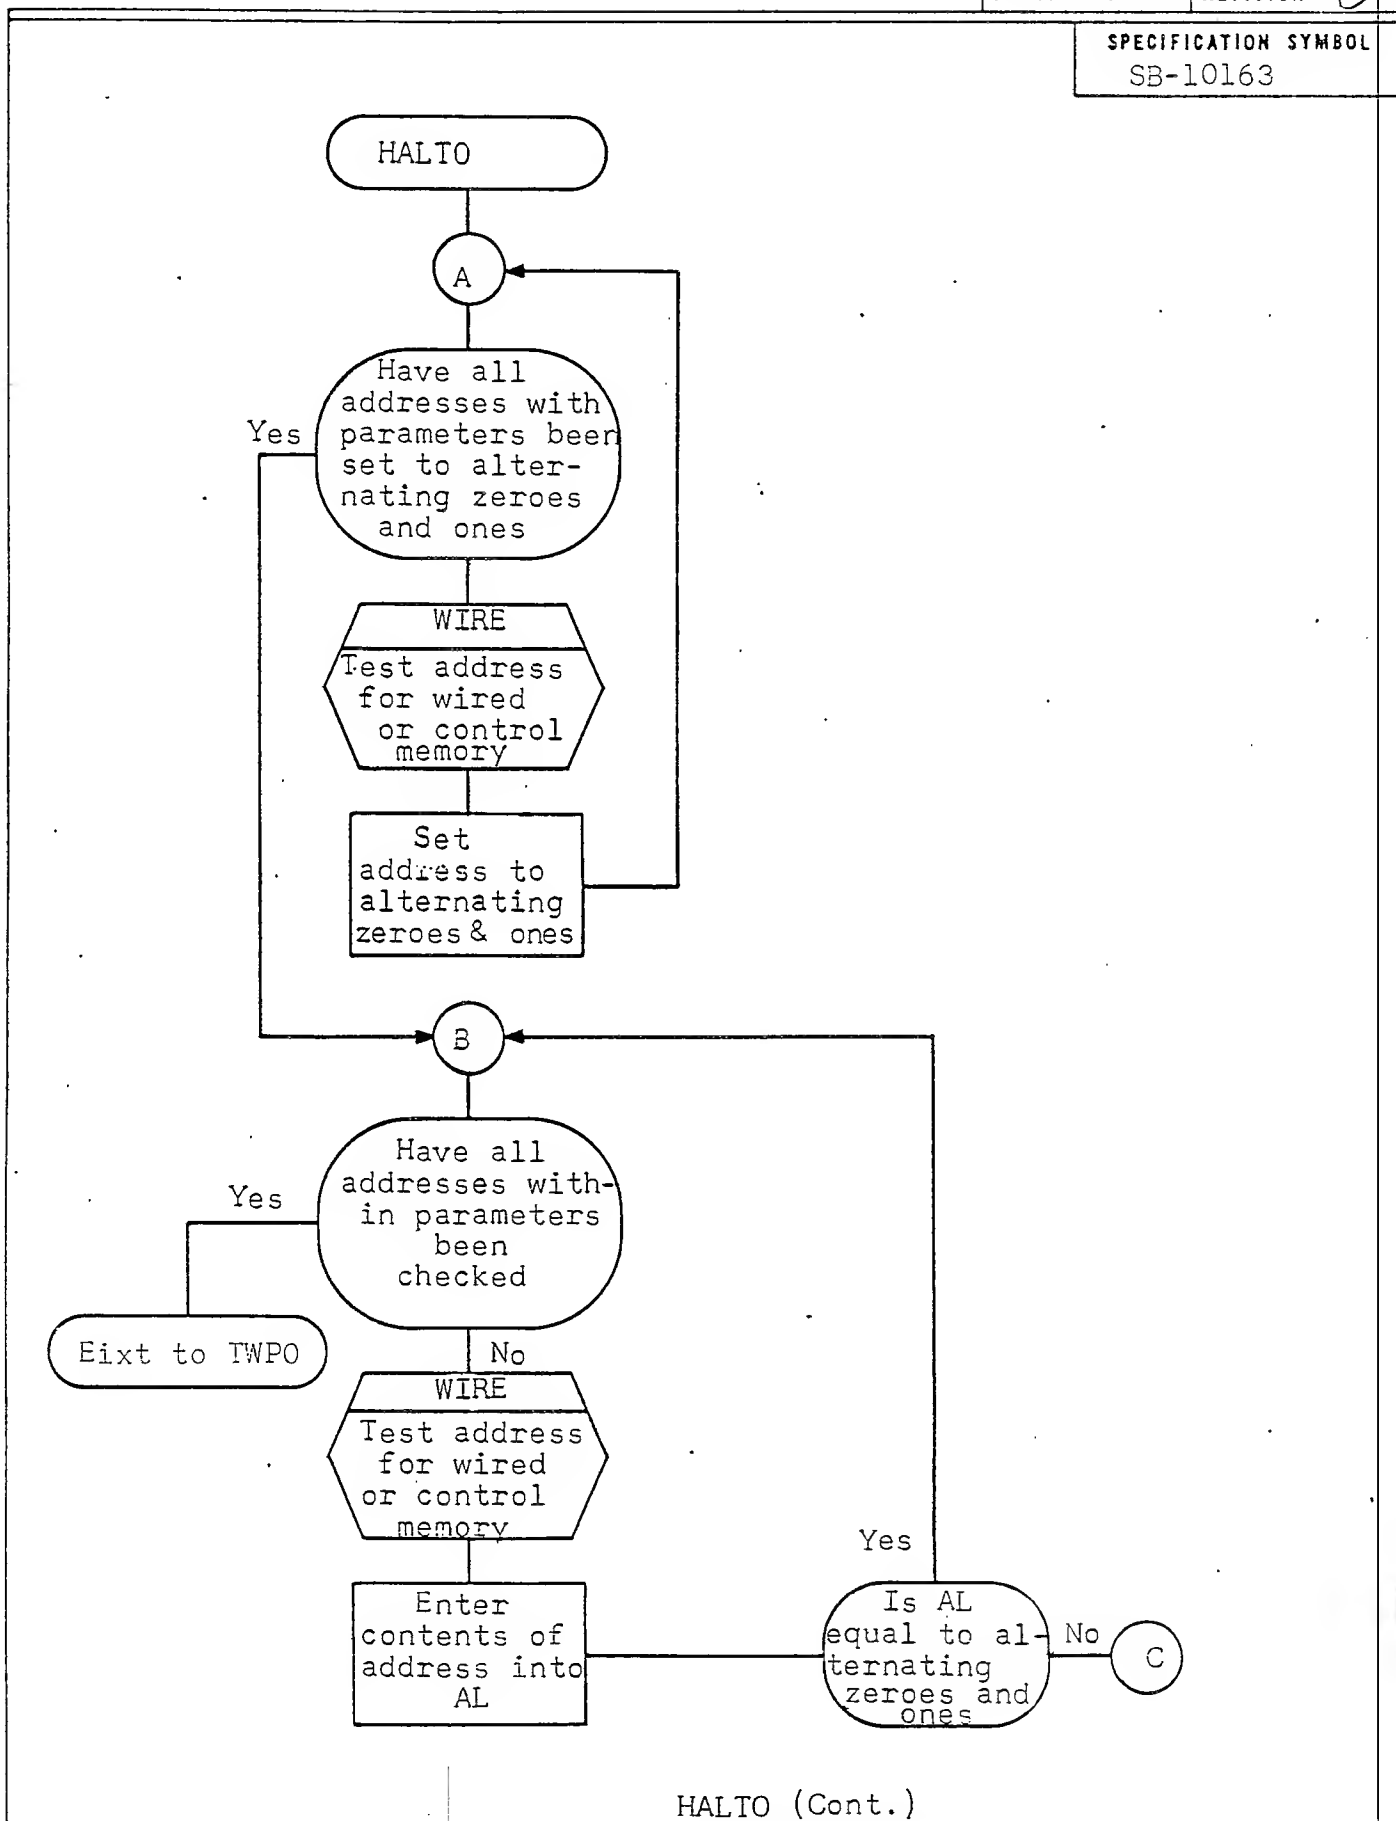 SPECIFICATION SYMBOL
SB-10163
HALTO
A
Have all
addresses with
parameters been
set to alter-
nating zeroes
and ones
Yes
WIRE
Test address
for wired
or control
memory
Set
address to
alternating
zeroes & ones
B
Have all
addresses with-
in parameters
been
checked
Yes
Eixt to TWPO
No
WIRE
Test address
for wired
or control
memory
Enter
contents of
address into
AL
Yes
Is AL
equal to al-
ternating
zeroes and
ones
No
C
HALTO (Cont.)